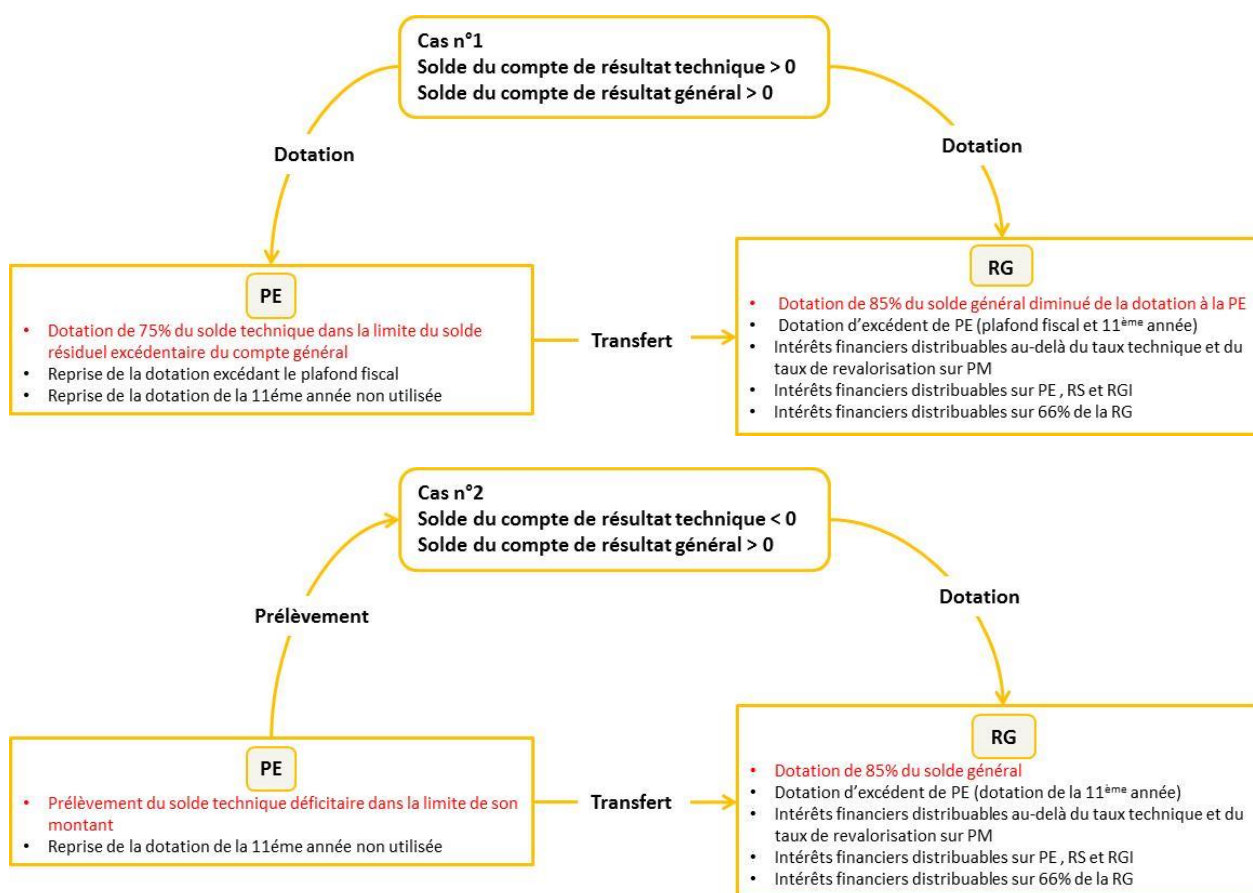 Cas n°1
Solde du compte de résultat technique > 0
Solde du compte de résultat général > 0
Dotation
Dotation
PE
• Dotation de 75% du solde technique dans la limite du solde
résiduel excédentaire du compte général
• Reprise de la dotation excédant le plafond fiscal
• Reprise de la dotation de la 11éme année non utilisée
Transfert
RG
• Dotation de 85% du solde général diminué de la dotation à la PE
• Dotation d’excédent de PE (plafond fiscal et 11ème année)
• Intérêts financiers distribuables au-delà du taux technique et du
taux de revalorisation sur PM
• Intérêts financiers distribuables sur PE , RS et RGI
• Intérêts financiers distribuables sur 66% de la RG
Cas n°2
Solde du compte de résultat technique < 0
Solde du compte de résultat général > 0
Prélèvement
Dotation
PE
• Prélèvement du solde technique déficitaire dans la limite de son
montant
• Reprise de la dotation de la 11éme année non utilisée
Transfert
RG
• Dotation de 85% du solde général
• Dotation d’excédent de PE (dotation de la 11ème année)
• Intérêts financiers distribuables au-delà du taux technique et du
taux de revalorisation sur PM
• Intérêts financiers distribuables sur PE , RS et RGI
• Intérêts financiers distribuables sur 66% de la RG